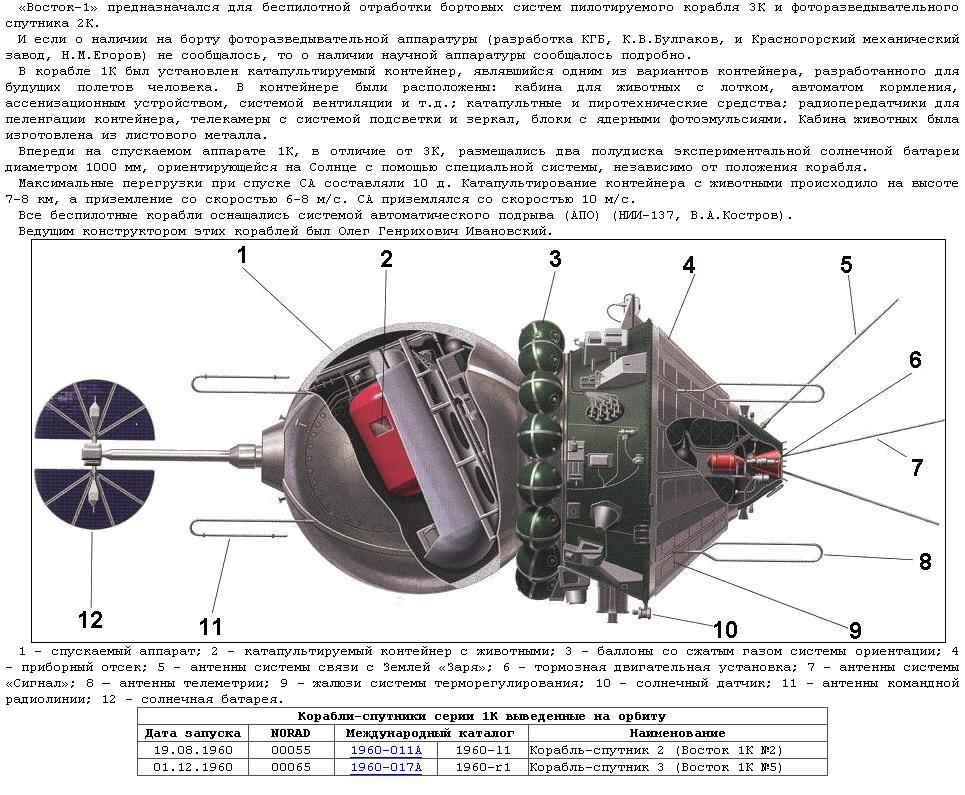 «Восток-1» предназначался для беспилотной отработки бортовых систем пилотируемого корабля 3К и фоторазведывательного
спутника 2К.
И если о наличии на борту фоторазведывательной аппаратуры (разработка КГБ, К.В.Булгаков, и Красногорский механический
завод, Н.М.Егоров) не сообщалось, то о наличии научной аппаратуры сообщалось подробно.
В корабле 1К был установлен катапультируемый контейнер, являвшийся одним из вариантов контейнера, разработанного для
будущих полетов человека. В контейнере были расположены: кабина для животных с лотком, автоматом кормления,
ассенизационным устройством, системой вентиляции и т.д.; катапультные и пиротехнические средства; радиопередатчики для
пеленгации контейнера, телекамеры с системой подсветки и зеркал, блоки с ядерными фотоэмульсиями. Кабина животных была
изготовлена из листового металла.
Впереди на спускаемом аппарате 1К, в отличие от 3К, размещались два полудиска экспериментальной солнечной батареи
диаметром 1000 мм, ориентирующейся на Солнце с помощью специальной системы, независимо от положения корабля.
Максимальные перегрузки при спуске СА составляли 10 д. Катапультирование контейнера с животными происходило на высоте
7-8 км, а приземление со скоростью 6-8 м/с. СА приземлялся со скоростью 10 м/с.
Все беспилотные корабли оснащались системой автоматического подрыва (АПО) (НИИ-137, В.А.Костров).
Ведущим конструктором этих кораблей был Олег Генрихович Ивановский.
1 2 3 4 5
6
7
8
9
10
11
12
1 - спускаемый аппарат; 2 - катапультируемый контейнер с животными; 3 - баллоны со сжатым газом системы ориентации; 4
- приборный отсек; 5 - антенны системы связи с Землей «Заря»; 6 - тормозная двигательная установка; 7 - антенны системы
«Сигнал»; 8 — антенны телеметрии; 9 - жалюзи системы терморегулирования; 10 - солнечный датчик; 11 - антенны командной
радиолинии; 12 - солнечная батарея.
Корабли-спутники серии 1К выведенные на орбиту
Дата запуска NORAD Международный каталог Наименование
19.08.1960 00055 1960-011A 1960-l1 Корабль-спутник 2 (Восток 1К №2)
01.12.1960 00065 1960-017A 1960-r1 Корабль-спутник 3 (Восток 1К №5)